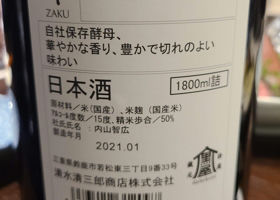 ZAKU
自社保存酵母、
華やかな香り、豊かで切れのよい
味わい
日本酒
1800ml詰
原材料/米(国産)、米麹(国産米)
アルコール度数/15度、精米歩合/50%
杜氏氏名:内山智広
製造年月
2021.01
三重県鈴鹿市若松東三丁目9番33号
清水清三郎商店株式会社